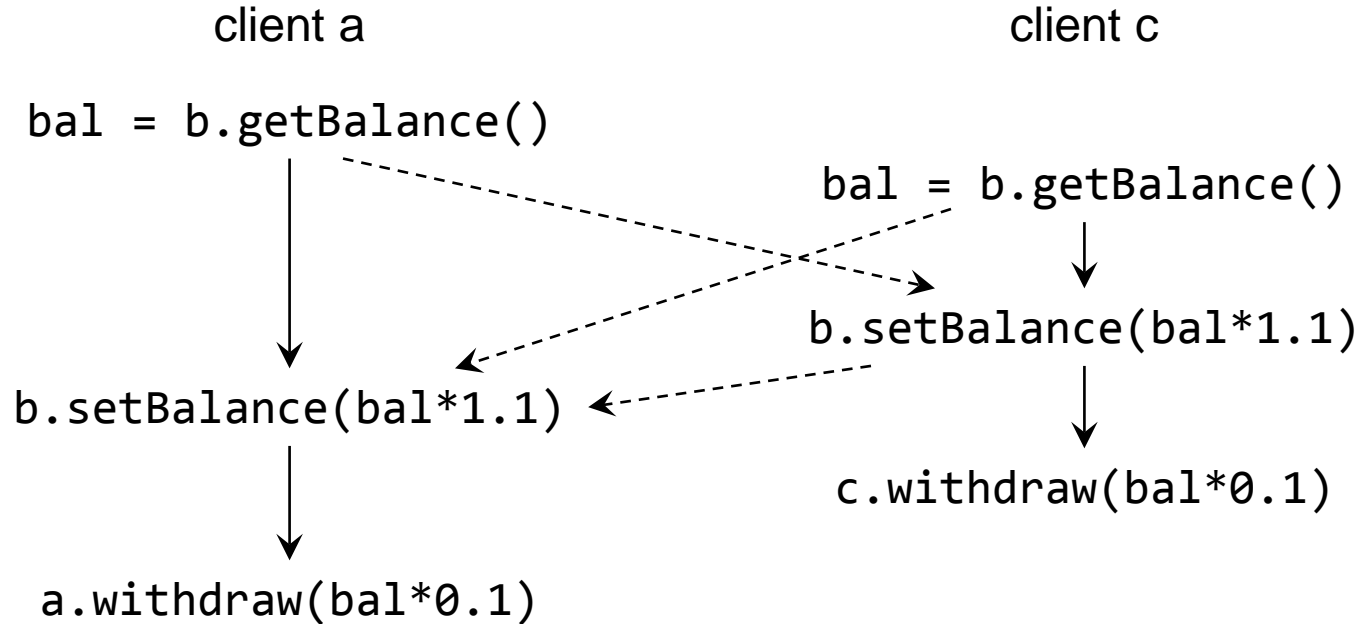 client a
client c
bal = b.getBalance()
bal = b.getBalance()
b.setBalance(bal*1.1)
b.setBalance(bal*1.1)
c.withdraw(bal*0.1)
a.withdraw(bal*0.1)